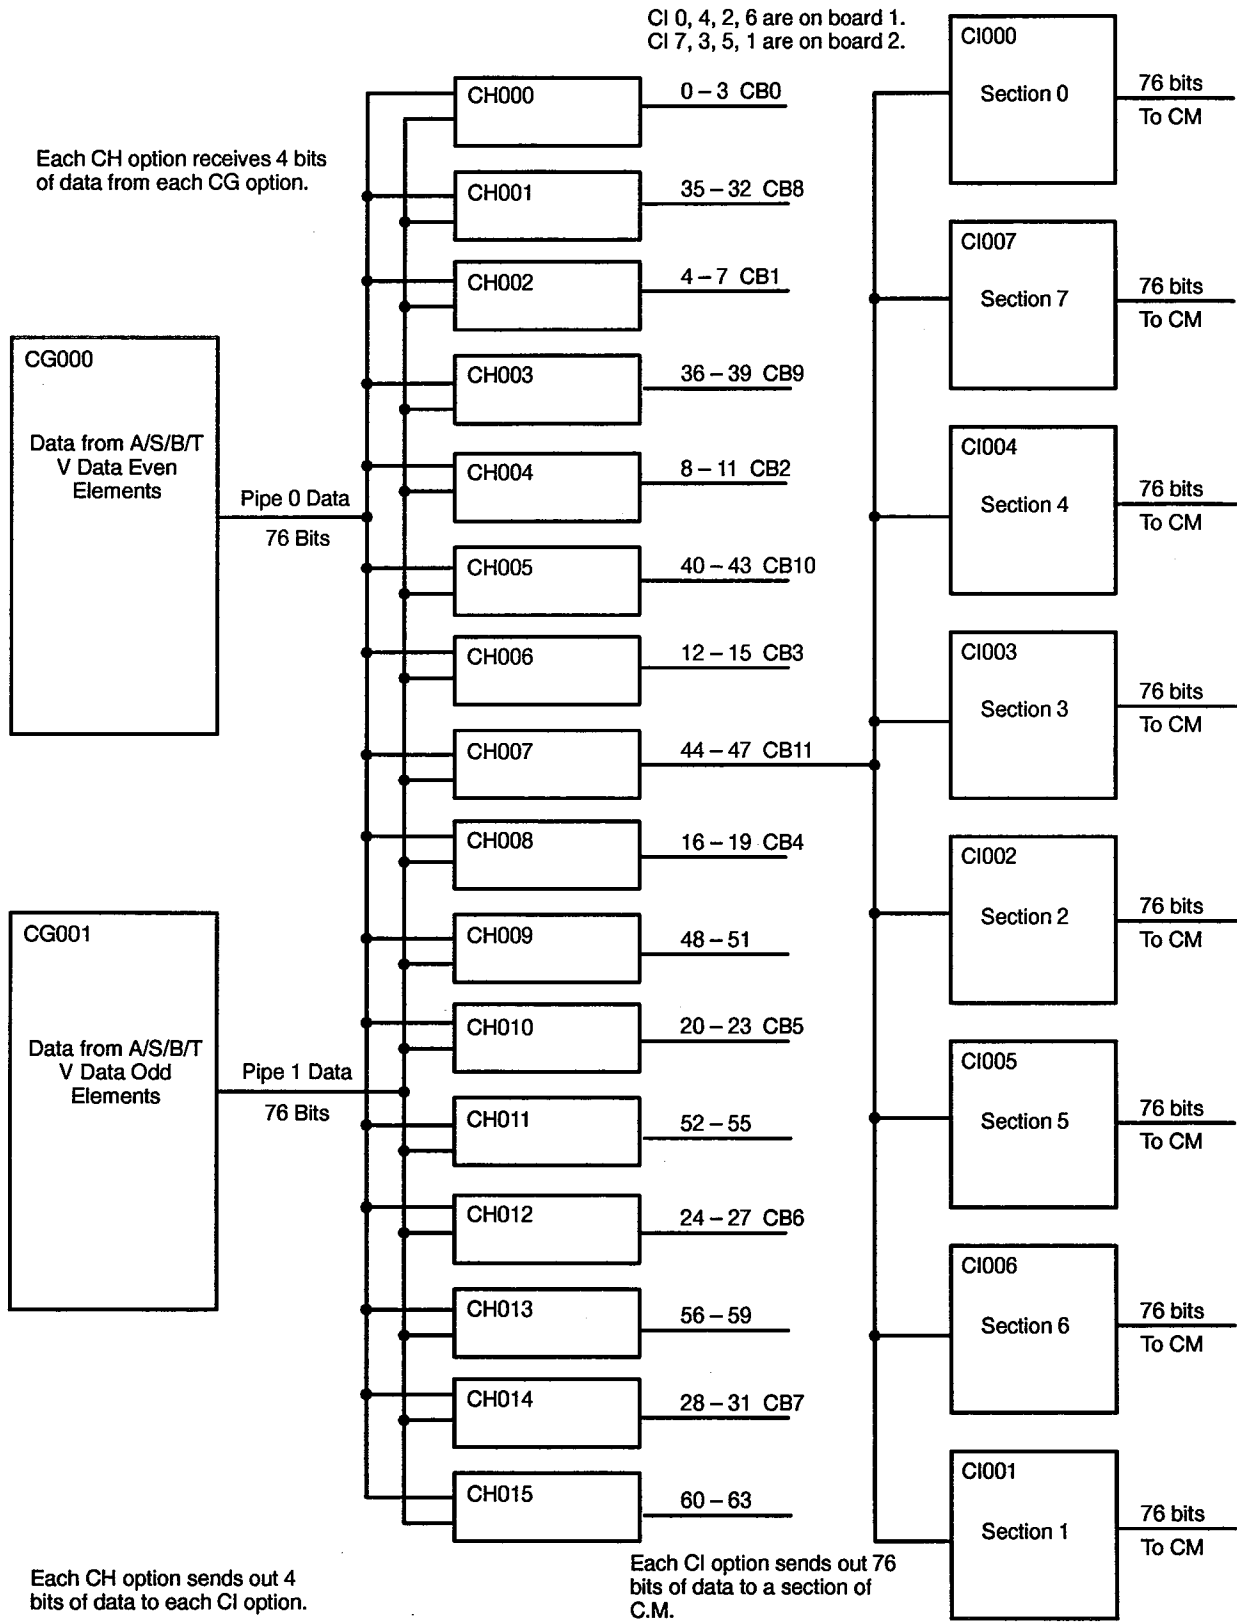 CI 0, 4, 2, 6 are on board 1.
CI 7, 3, 5, 1 are on board 2.
Each CH option receives 4 bits
of data from each CG option.
CG000
Data from A/S/B/T
V Data Even
Elements
Pipe 0 Data
76 Bits
CG001
Data from A/S/B/T
V Data Odd
Elements
Pipe 1 Data
76 Bits
Each CH option sends out 4
bits of data to each CI option.
CH000
0 – 3 CB0
CH001
35 – 32 CB8
CH002
4 – 7 CB1
CH003
36 – 39 CB9
CH004
8 – 11 CB2
CH005
40 – 43 CB10
CH006
12 – 15 CB3
CH007
44 – 47 CB11
CH008
16 – 19 CB4
CH009
48 – 51
CH010
20 – 23 CB5
CH011
52 – 55
CH012
24 – 27 CB6
CH013
56 – 59
CH014
28 – 31 CB7
CH015
60 – 63
Each CI option sends out 76
bits of data to a section of
C.M.
CI000
Section 0
76 bits
To CM
CI007
Section 7
76 bits
To CM
CI004
Section 4
76 bits
To CM
CI003
Section 3
76 bits
To CM
CI002
Section 2
76 bits
To CM
CI005
Section 5
76 bits
To CM
CI006
Section 6
76 bits
To CM
CI001
Section 1
76 bits
To CM